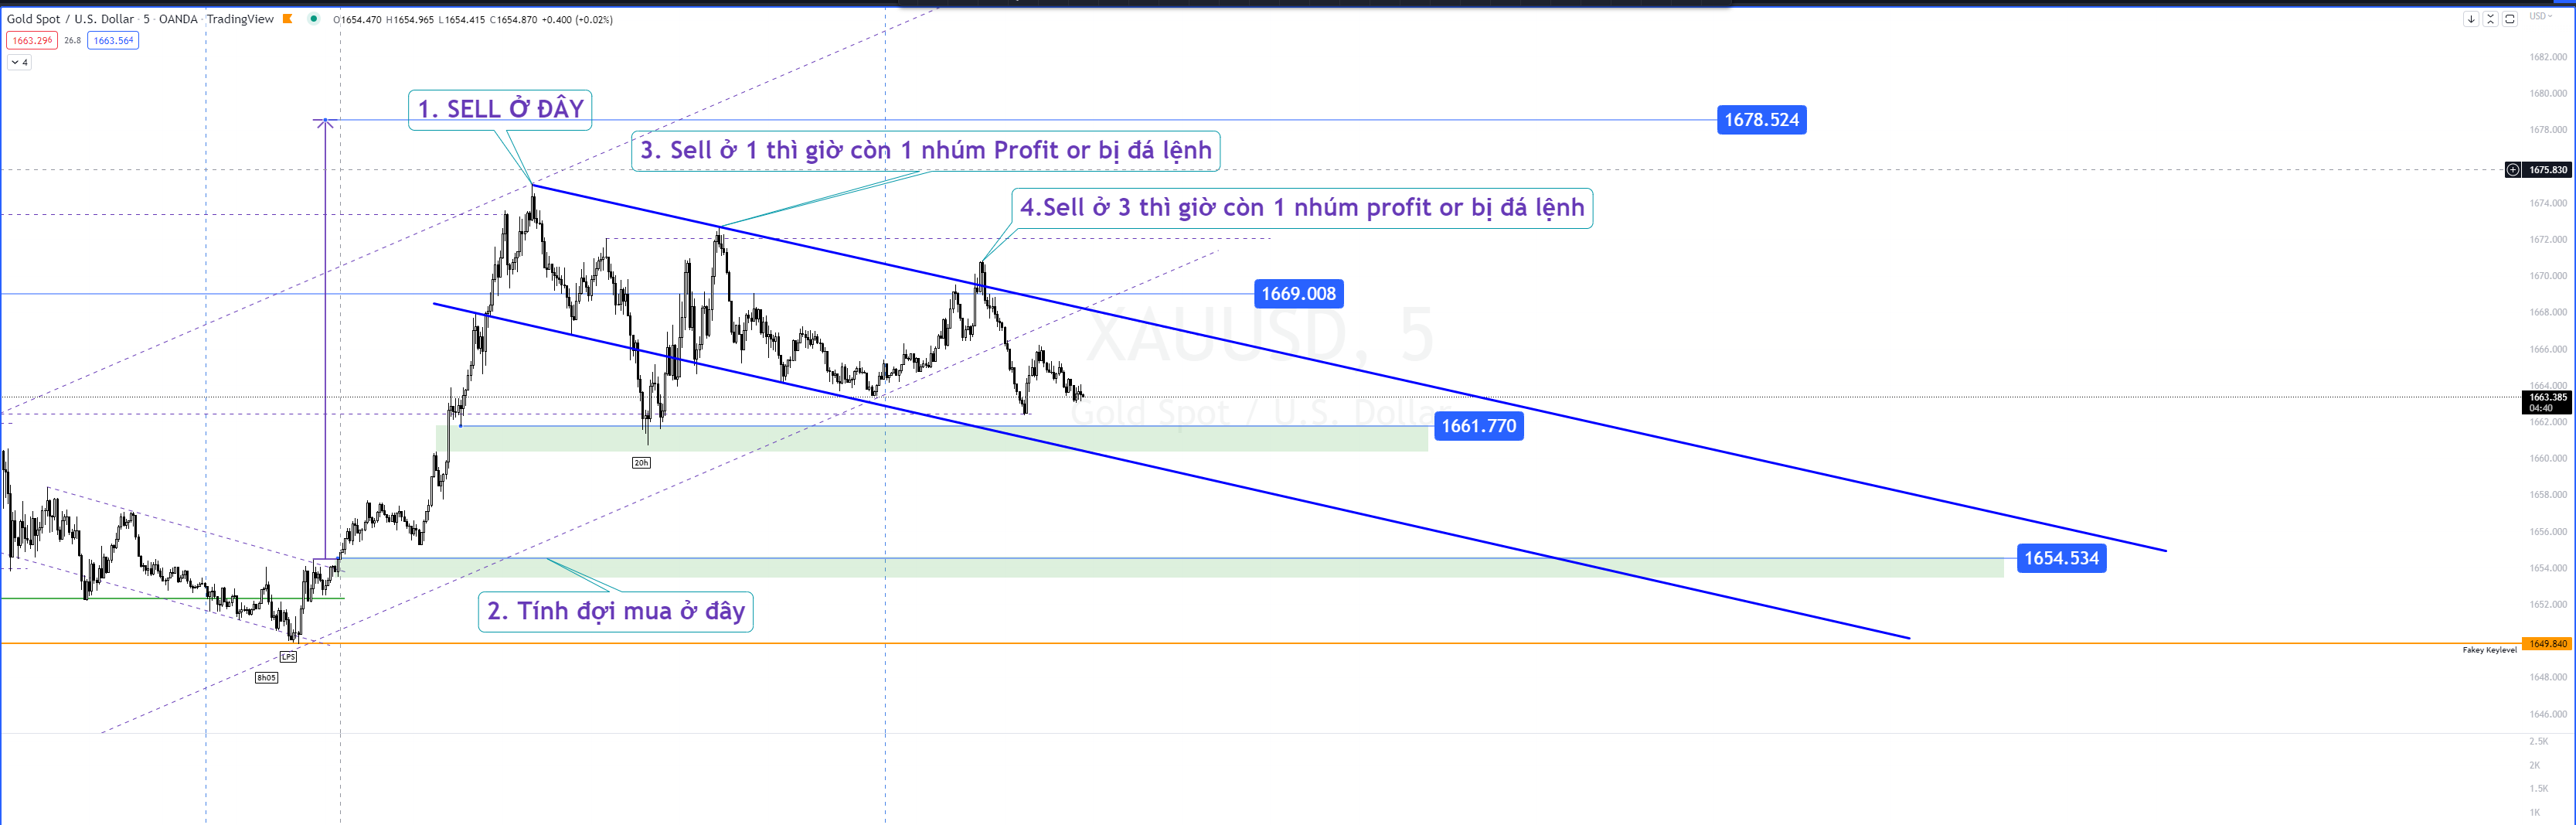 Gold Spot / U.S. Dollar · 5 · OANDA · TradingView O1654.470 H1654.965 L1654.415 C1654.870 +0.400 (+0.02%)
USD
1663.296 26.8 1663.564
4
1682.000
1680.000
1. SELL Ở ĐÂY
1678.524
1678.000
3. Sell ở 1 thì giờ còn 1 nhúm Profit or bị đá lệnh
1675.830
4.Sell ở 3 thì giờ còn 1 nhúm profit or bị đá lệnh
1674.000
1672.000
1670.000
1669.008
1668.000
XAUUSD, 5
1666.000
1664.000
1663.385
04:40
Gold Spot / U.S. Dolla
1661.770
1662.000
20h
1660.000
1658.000
1656.000
1654.534
1654.000
2. Tính đợi mua ở đây
1652.000
1649.840
Fakey Keylevel
LPS
8h05
1648.000
1646.000
2.5K
2K
1.5K
1K